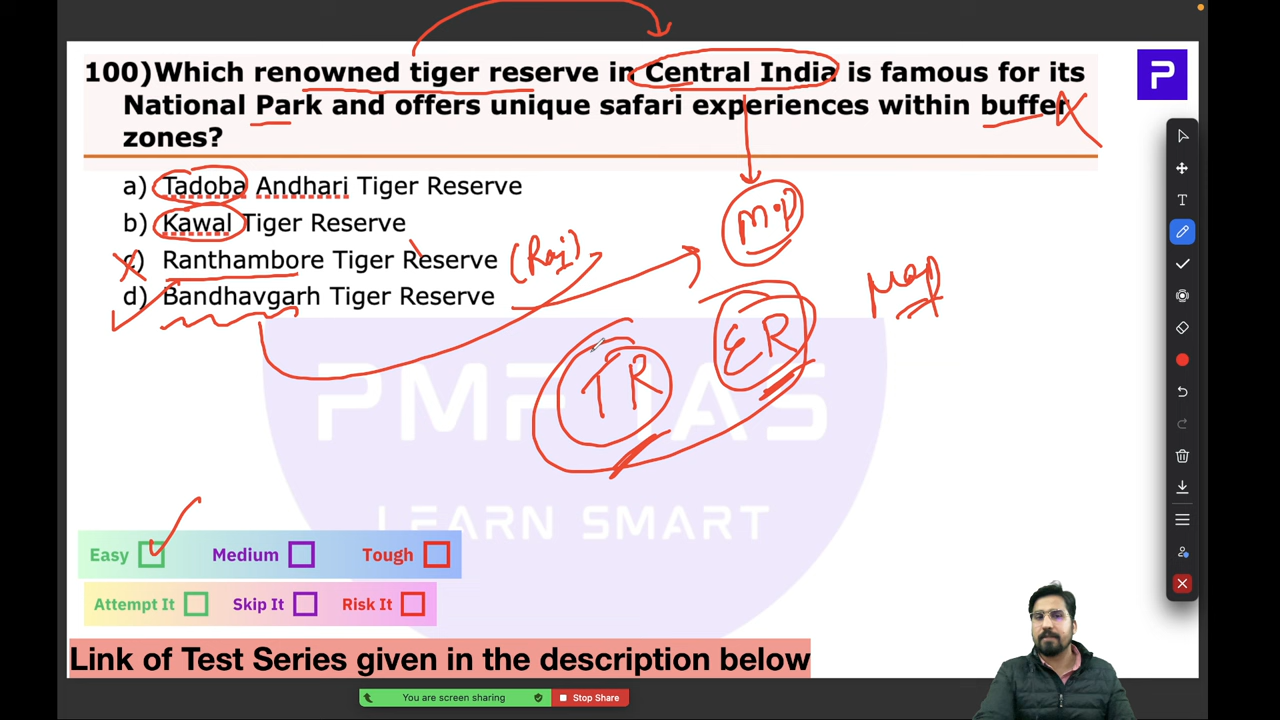 100)Which renowned tiger reserve in Central India is famous for its
National Park and offers unique safari experiences within buffer
zones?
a) Tadoba Andhari Tiger Reserve
b) Kawal Tiger Reserve
c) Ranthambore Tiger Reserve (Raj)
d) Bandhavgarh Tiger Reserve
M.P
Map
ER
TR
PMF IAS
LEARN SMART
Easy Medium Tough
Attempt It Skip It Risk It
Link of Test Series given in the description below
You are screen sharing Stop Share